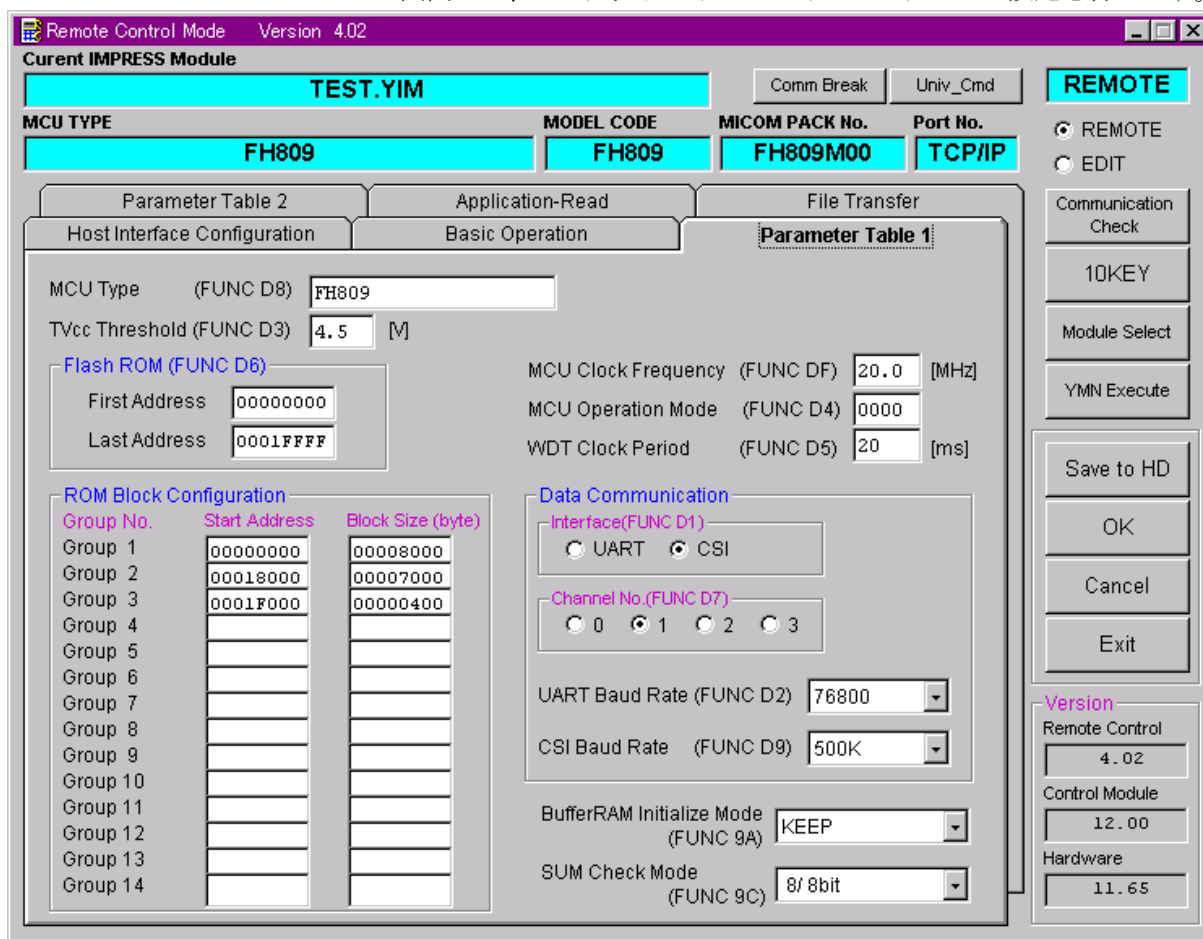 Remote Control Mode Version 4.02
Curent IMPRESS Module
TEST.YIM
Comm Break Univ_Cmd
REMOTE
MCU TYPE MODEL CODE MICOM PACK No. Port No.
FH809 FH809 FH809M00 TCP/IP
REMOTE
EDIT
Parameter Table 2 Application-Read File Transfer
Host Interface Configuration Basic Operation Parameter Table 1
MCU Type (FUNC D8) FH809
TVcc Threshold (FUNC D3) 4.5 [V]
Flash ROM (FUNC D6)
First Address 00000000
Last Address 0001FFFF
MCU Clock Frequency (FUNC DF) 20.0 [MHz]
MCU Operation Mode (FUNC D4) 0000
WDT Clock Period (FUNC D5) 20 [ms]
ROM Block Configuration
Group No. Start Address Block Size (byte)
Group 1 00000000 00008000
Group 2 00018000 00007000
Group 3 0001F000 00000400
Group 4
Group 5
Group 6
Group 7
Group 8
Group 9
Group 10
Group 11
Group 12
Group 13
Group 14
Data Communication
Interface(FUNC D1)
UART CSI
Channel No.(FUNC D7)
0 1 2 3
UART Baud Rate (FUNC D2) 76800
CSI Baud Rate (FUNC D9) 500K
BufferRAM Initialize Mode
(FUNC 9A) KEEP
SUM Check Mode
(FUNC 9C) 8/ 8bit
Communication
Check
10KEY
Module Select
YMN Execute
Save to HD
OK
Cancel
Exit
Version
Remote Control
4.02
Control Module
12.00
Hardware
11.65